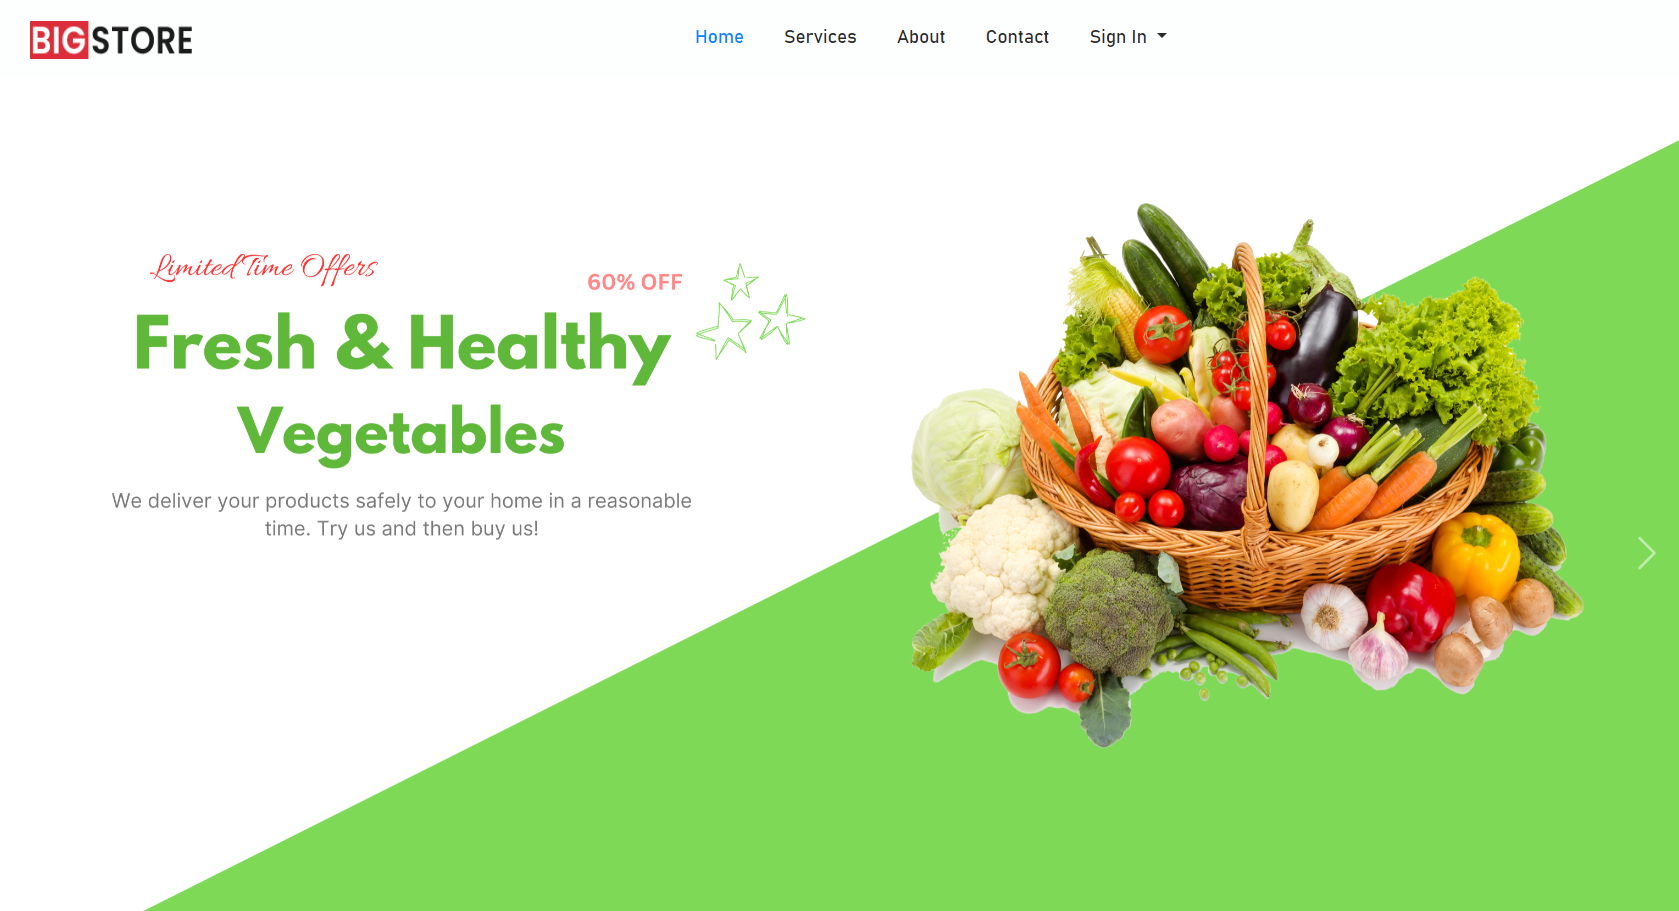 BIGSTORE
Home Services About Contact Sign In
Limited Time Offers
60% OFF
Fresh & Healthy
Vegetables
We deliver your products safely to your home in a reasonable
time. Try us and then buy us!